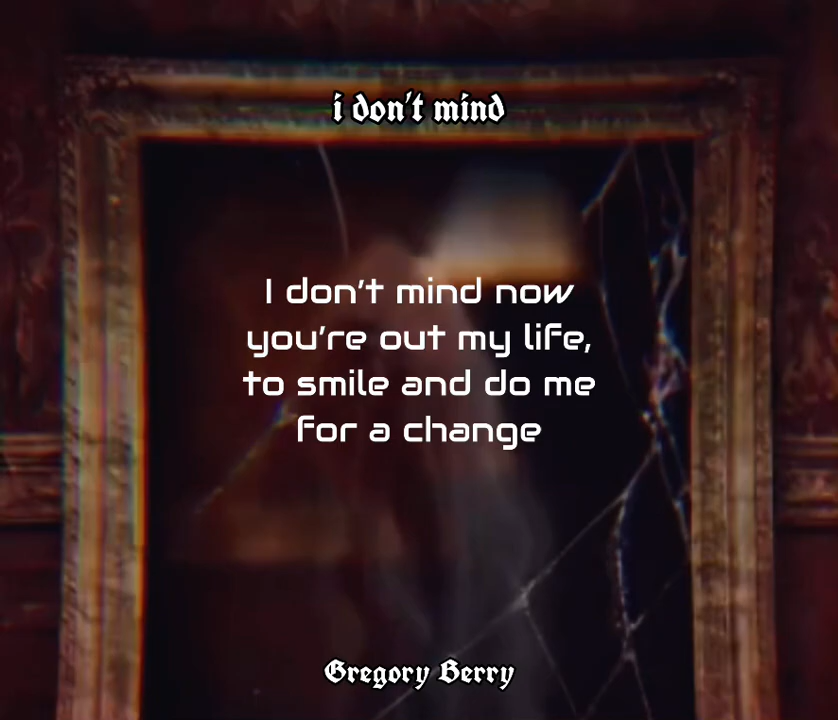 i don't mind
I don't mind now
you're out my life,
to smile and do me
for a change
Gregory Berry